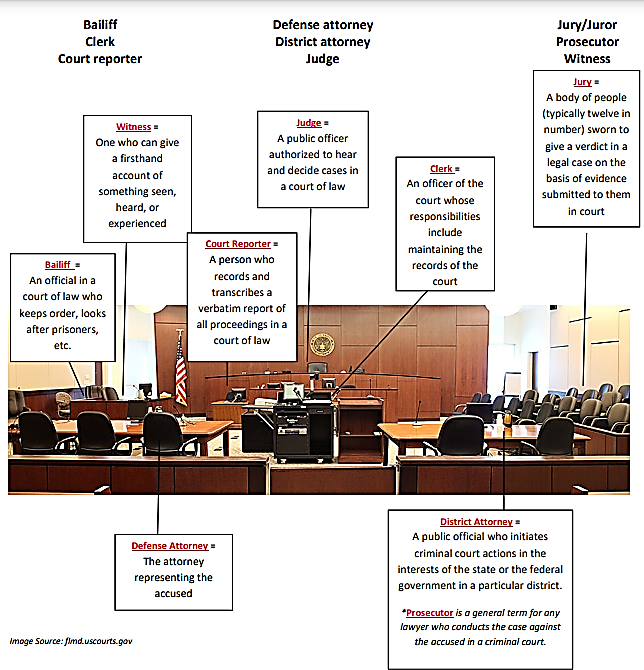 Bailiff
Clerk
Court reporter
Defense attorney
District attorney
Judge
Jury/Juror
Prosecutor
Witness
Witness =
One who can give
a firsthand
account of
something seen,
heard, or
experienced
Judge =
A public officer
authorized to hear
and decide cases in
a court of law
Clerk =
An officer of the
court whose
responsibilities
include
maintaining the
records of the
court
Jury =
A body of people
(typically twelve in
number) sworn to
give a verdict in a
legal case on the
basis of evidence
submitted to them
in court
Bailiff =
An official in a
court of law who
keeps order, looks
after prisoners,
etc.
Court Reporter =
A person who
records and
transcribes a
verbatim report of
all proceedings in a
court of law
Defense Attorney =
The attorney
representing the
accused
District Attorney =
A public official who initiates
criminal court actions in the
interests of the state or the federal
government in a particular district.
*Prosecutor is a general term for any
lawyer who conducts the case against
the accused in a criminal court.
Image Source: flmd.uscourts.gov